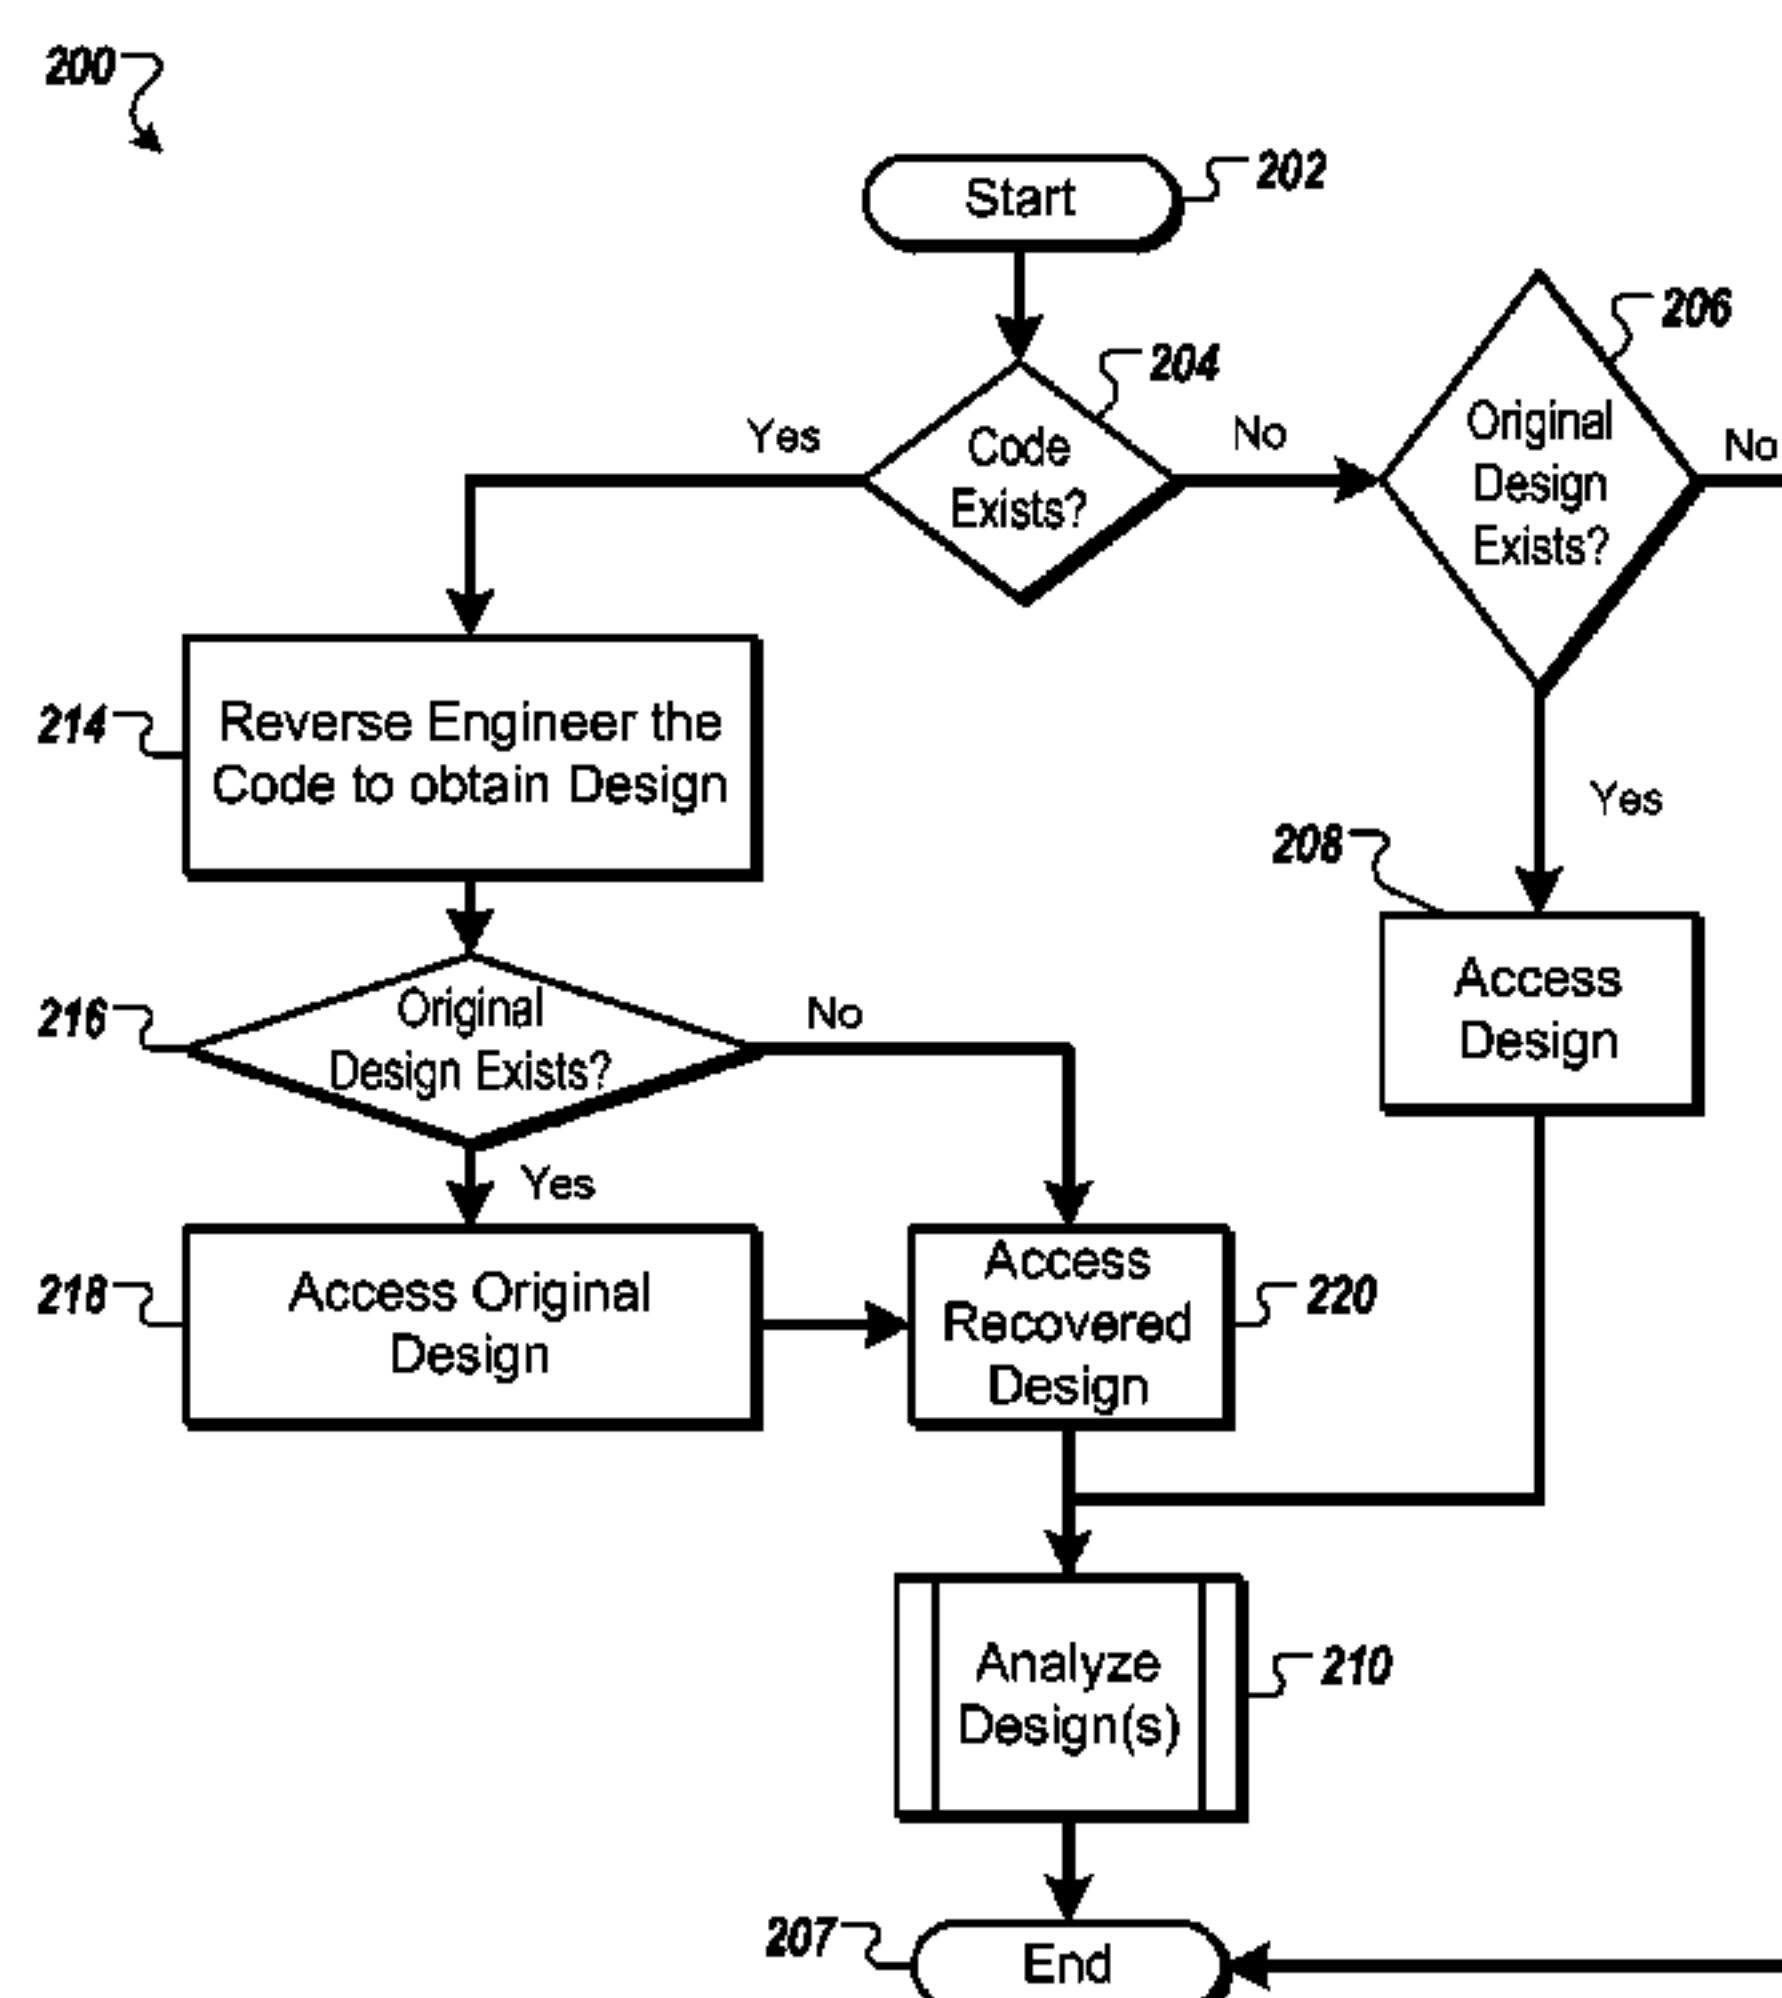 200
Start
202
204
206
Yes
Code
Exists?
No
Original
Design
Exists?
No
214
Reverse Engineer the
Code to obtain Design
Yes
208
Access
Design
216
Original
Design Exists?
No
Yes
218
Access Original
Design
Access
Recovered
Design
220
Analyze
Design(s)
210
207
End